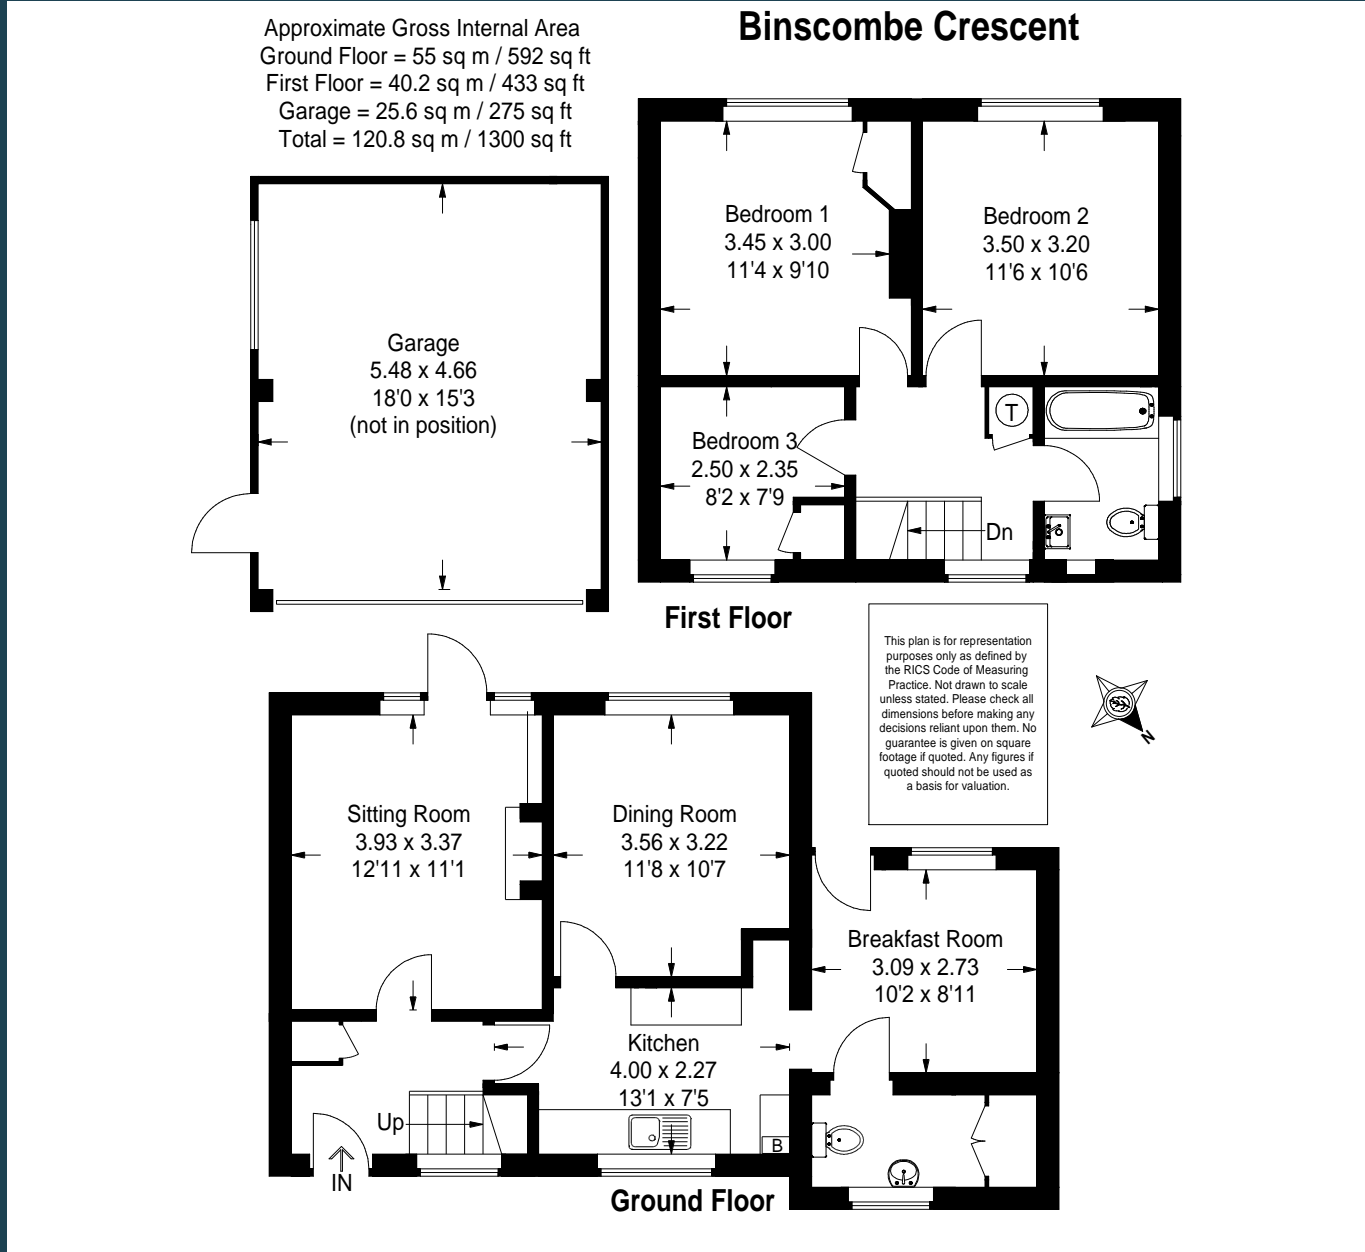 Binscombe Crescent
Approximate Gross Internal Area
Ground Floor = 55 sq m / 592 sq ft
First Floor = 40.2 sq m / 433 sq ft
Garage = 25.6 sq m / 275 sq ft
Total = 120.8 sq m / 1300 sq ft
Garage
5.48 x 4.66
18'0 x 15'3
(not in position)
Bedroom 1
3.45 x 3.00
11'4 x 9'10
Bedroom 2
3.50 x 3.20
11'6 x 10'6
Bedroom 3
2.50 x 2.35
8'2 x 7'9
T
Dn
First Floor
This plan is for representation
purposes only as defined by
the RICS Code of Measuring
Practice. Not drawn to scale
unless stated. Please check all
dimensions before making any
decisions reliant upon them. No
guarantee is given on square
footage if quoted. Any figures if
quoted should not be used as
a basis for valuation.
N
Sitting Room
3.93 x 3.37
12'11 x 11'1
Dining Room
3.56 x 3.22
11'8 x 10'7
Breakfast Room
3.09 x 2.73
10'2 x 8'11
Kitchen
4.00 x 2.27
13'1 x 7'5
Up
B
IN
Ground Floor